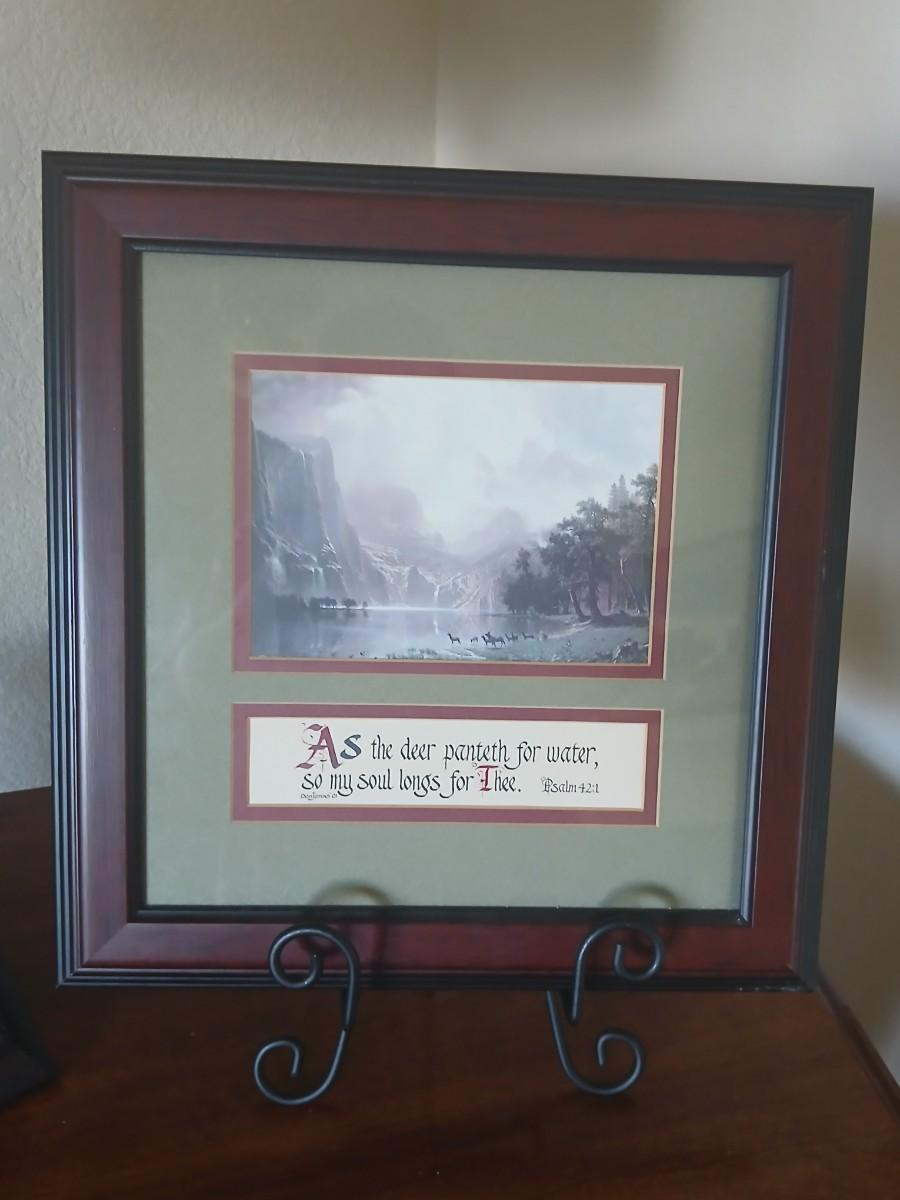 As the deer panteth for water,
so my soul longs for Thee. Psalm 42:1